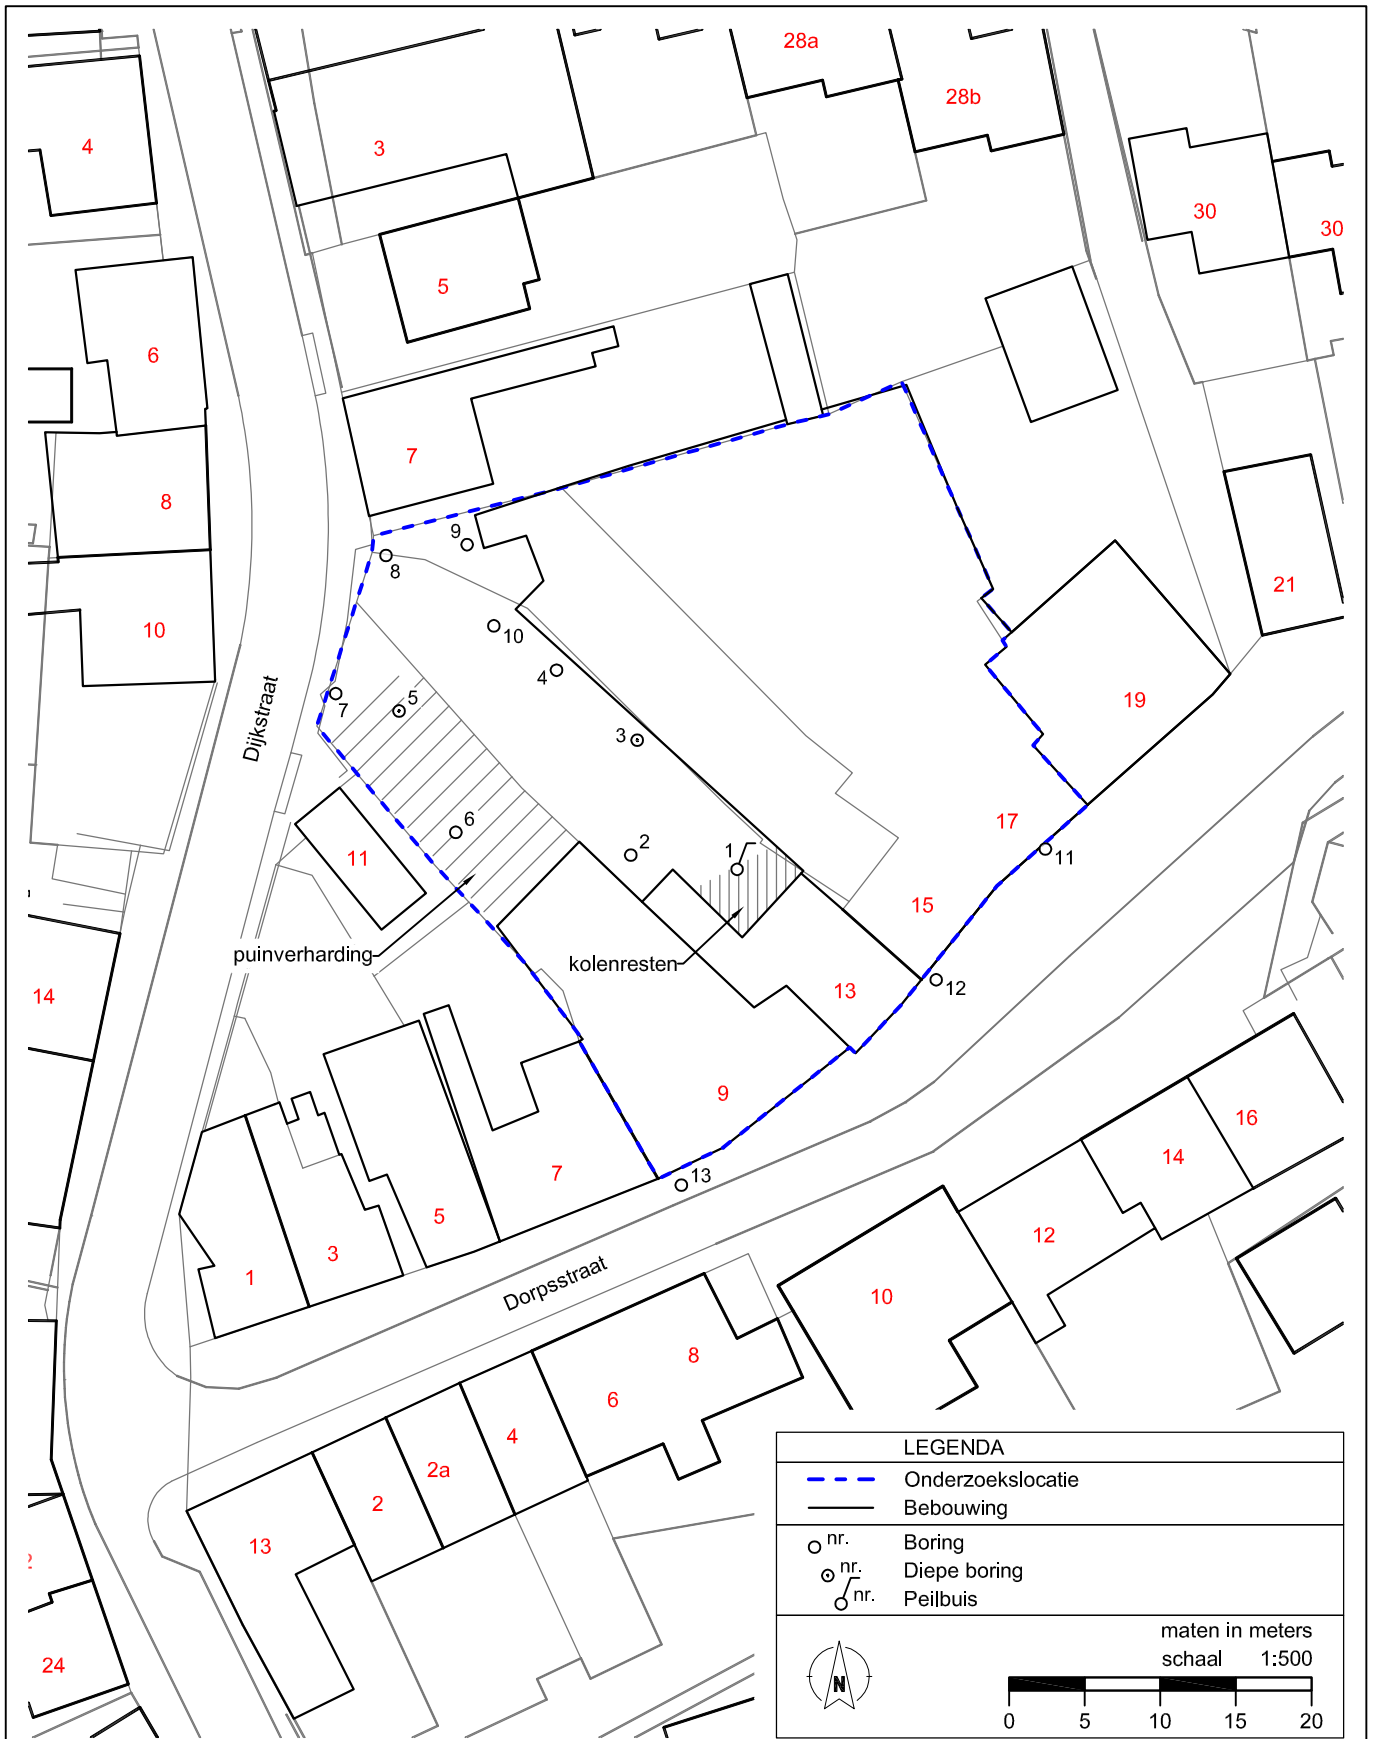 28a
28b
4
3
30
30
5
6
7
8
9
8
21
10
10
4
5
7
3
19
Dijkstraat
6
17
2
1
11
11
15
puinverharding
kolenresten
14
13
12
9
16
14
7
13
5
12
3
1
Dorpsstraat
10
8
6
4
2a
2
13
2
24
LEGENDA
Onderzoekslocatie
Bebouwing
nr. Boring
nr. Diepe boring
nr. Peilbuis
maten in meters
schaal 1:500
N
0 5 10 15 20